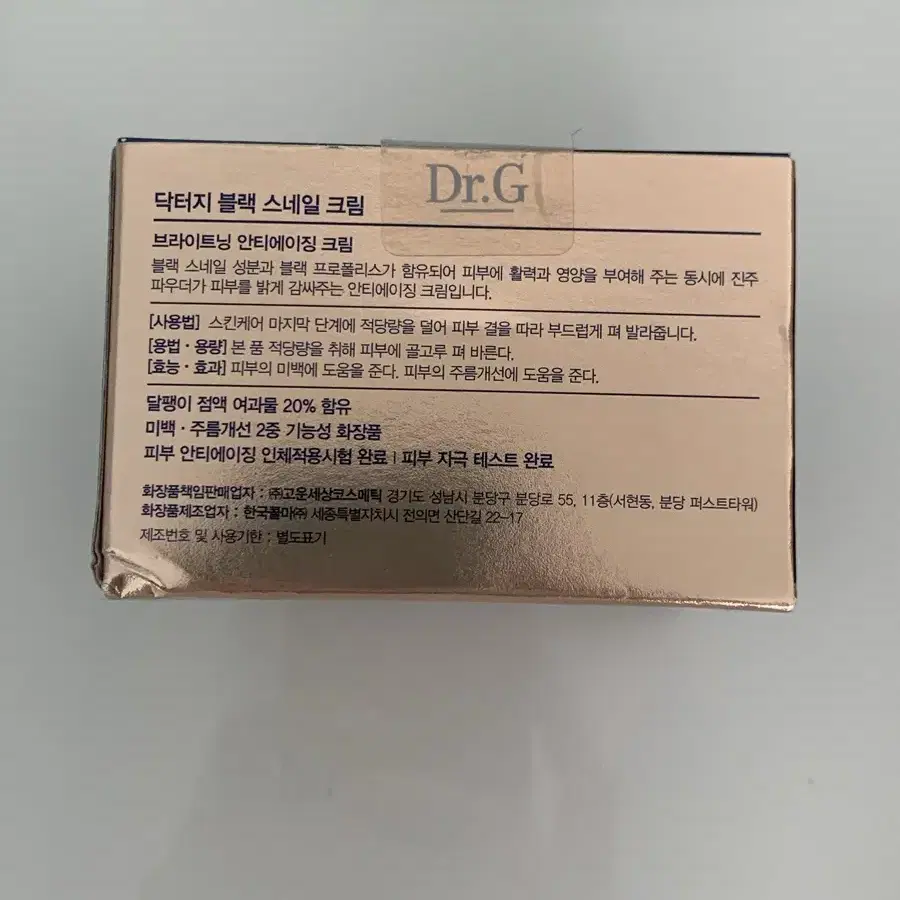 Dr.G
닥터지 블랙 스네일 크림
브라이트닝 안티에이징 크림
블랙 스네일 성분과 블랙 프로폴리스가 함유되어 피부에 활력과 영양을 부여해 주는 동시에 진주
파우더가 피부를 밝게 감싸주는 안티에이징 크림입니다.
[사용법] 스킨케어 마지막 단계에 적당량을 덜어 피부 결을 따라 부드럽게 펴 발라줍니다.
[용법·용량] 본 품 적당량을 취해 피부에 골고루 펴 바른다.
[효능·효과] 피부의 미백에 도움을 준다. 피부의 주름개선에 도움을 준다.
달팽이 점액 여과물 20% 함유
미백·주름개선 2중 기능성 화장품
피부 안티에이징 인체적용시험 완료 | 피부 자극 테스트 완료
화장품책임판매업자 : ㈜고운세상코스메틱 경기도 성남시 분당구 분당로 55, 11층(서현동, 분당 퍼스트타워)
화장품제조업자 : 한국콜마㈜ 세종특별자치시 전의면 산단길 22-17
제조번호 및 사용기한 : 별도표기